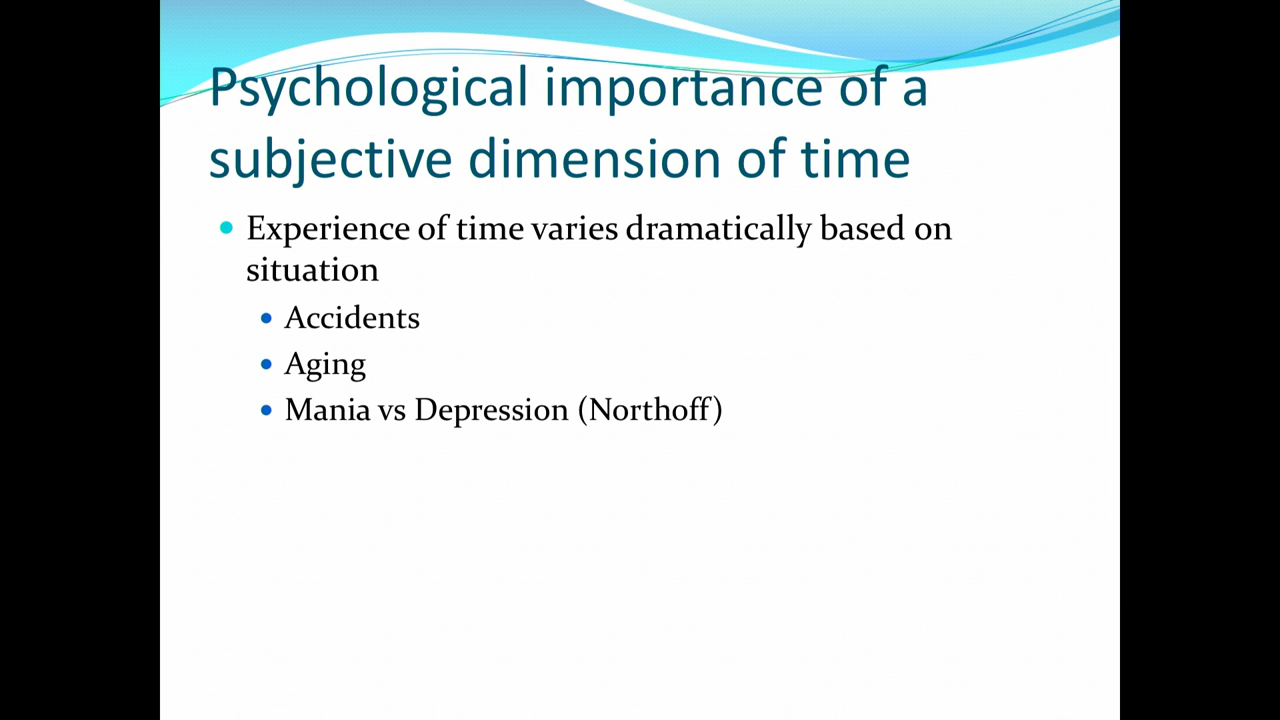 Psychological importance of a
subjective dimension of time
• Experience of time varies dramatically based on
situation
• Accidents
• Aging
• Mania vs Depression (Northoff)